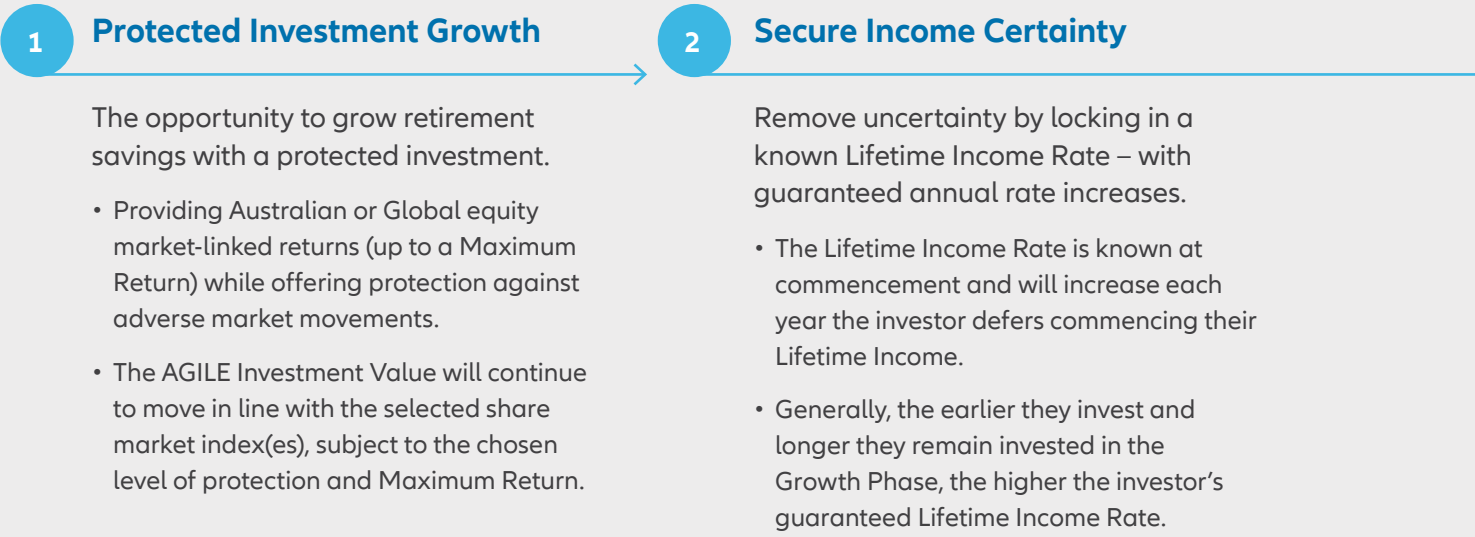 1
Protected Investment Growth
The opportunity to grow retirement
savings with a protected investment.
• Providing Australian or Global equity
market-linked returns (up to a Maximum
Return) while offering protection against
adverse market movements.
• The AGILE Investment Value will continue
to move in line with the selected share
market index(es), subject to the chosen
level of protection and Maximum Return.
2
Secure Income Certainty
Remove uncertainty by locking in a
known Lifetime Income Rate – with
guaranteed annual rate increases.
• The Lifetime Income Rate is known at
commencement and will increase each
year the investor defers commencing their
Lifetime Income.
• Generally, the earlier they invest and
longer they remain invested in the
Growth Phase, the higher the investor’s
guaranteed Lifetime Income Rate.